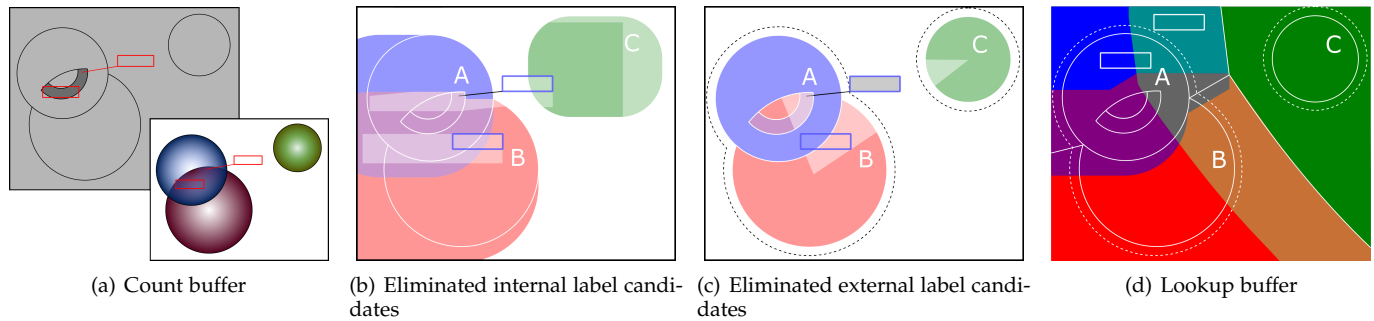 A
B
C
A
B
C
A
B
C
(a) Count buffer
(b) Eliminated internal label candi-
dates
(c) Eliminated external label candi-
dates
(d) Lookup buffer